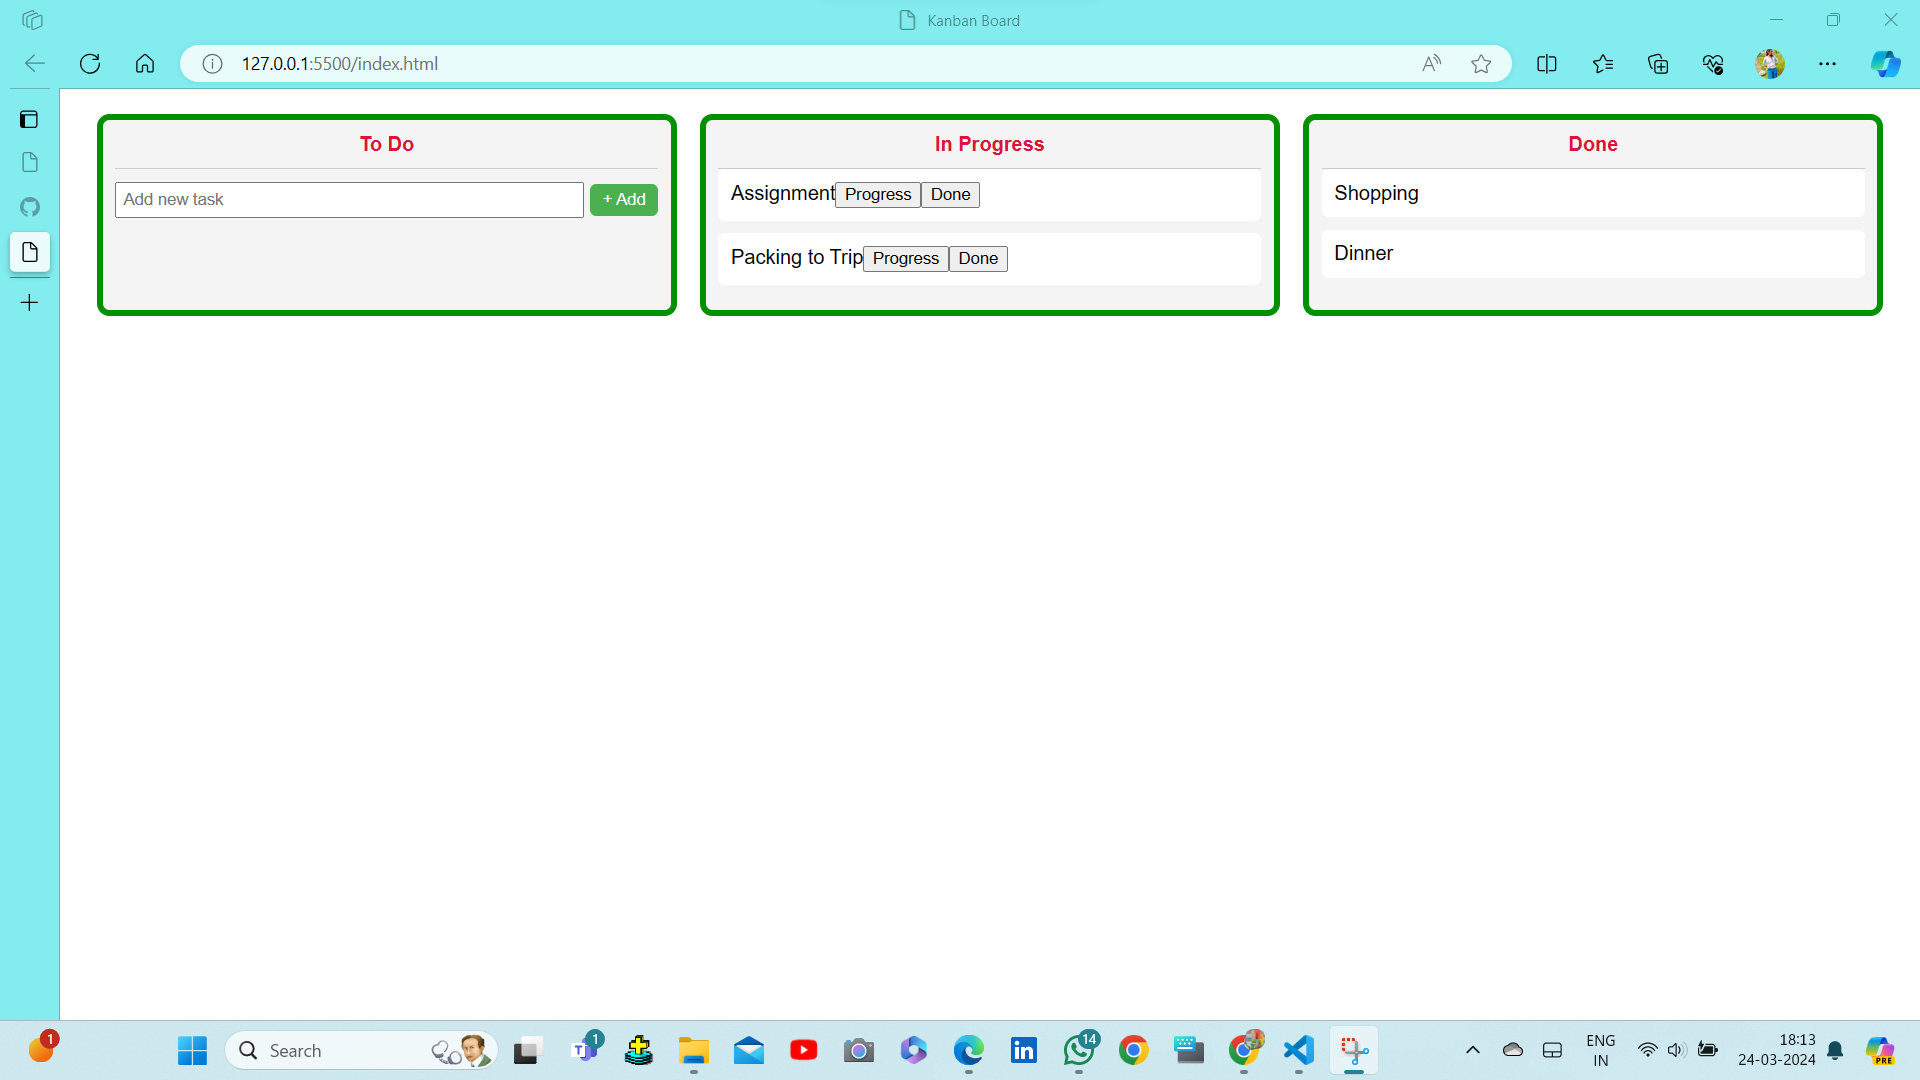 Kanban Board
127.0.0.1:5500/index.html
To Do
Add new task
+ Add
In Progress
Assignment Progress Done
Packing to Trip Progress Done
Done
Shopping
Dinner
1
Search
1
14
ENG
IN
18:13
24-03-2024
PRE